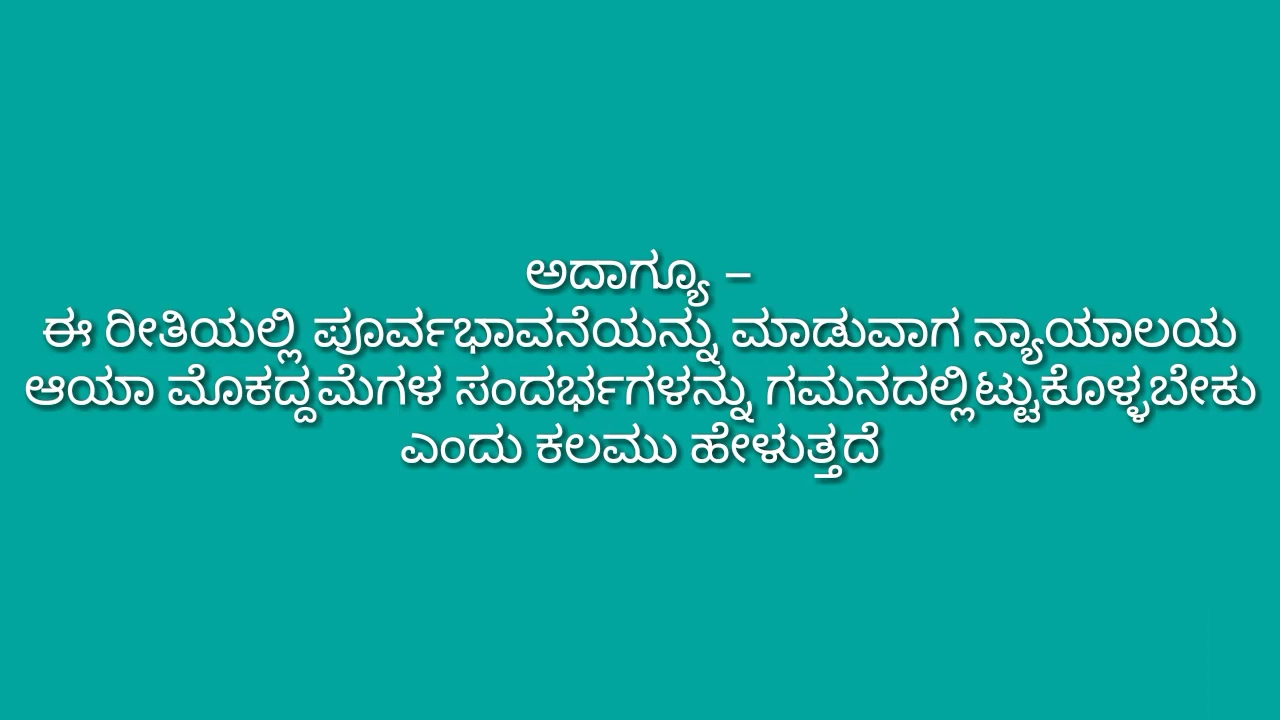 ಅದಾಗ್ಯೂ –
ಈ ರೀತಿಯಲ್ಲಿ ಪೂರ್ವಭಾವನೆಯನ್ನು ಮಾಡುವಾಗ ನ್ಯಾಯಾಲಯ
ಆಯಾ ಮೊಕದ್ದಮೆಗಳ ಸಂದರ್ಭಗಳನ್ನು ಗಮನದಲ್ಲಿಟ್ಟುಕೊಳ್ಳಬೇಕು
ಎಂದು ಕಲಮು ಹೇಳುತ್ತದೆ